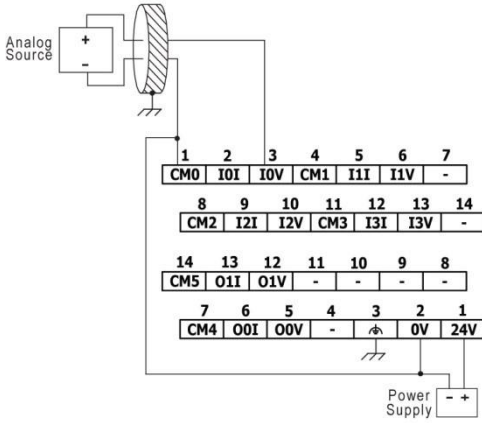 Analog
Source
+
-
1 2 3 4 5 6 7
CM0 I0I I0V CM1 I1I I1V -
8 9 10 11 12 13 14
CM2 I2I I2V CM3 I3I I3V -
14 13 12 11 10 9 8
CM5 O1I O1V - - - -
7 6 5 4 3 2 1
CM4 O0I O0V - 0V 24V
- +
Power
Supply